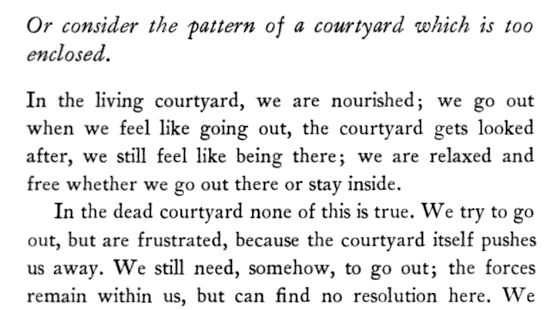 Or consider the pattern of a courtyard which is too
enclosed.
In the living courtyard, we are nourished; we go out
when we feel like going out, the courtyard gets looked
after, we still feel like being there; we are relaxed and
free whether we go out there or stay inside.
In the dead courtyard none of this is true. We try to go
out, but are frustrated, because the courtyard itself pushes
us away. We still need, somehow, to go out; the forces
remain within us, but can find no resolution here. We